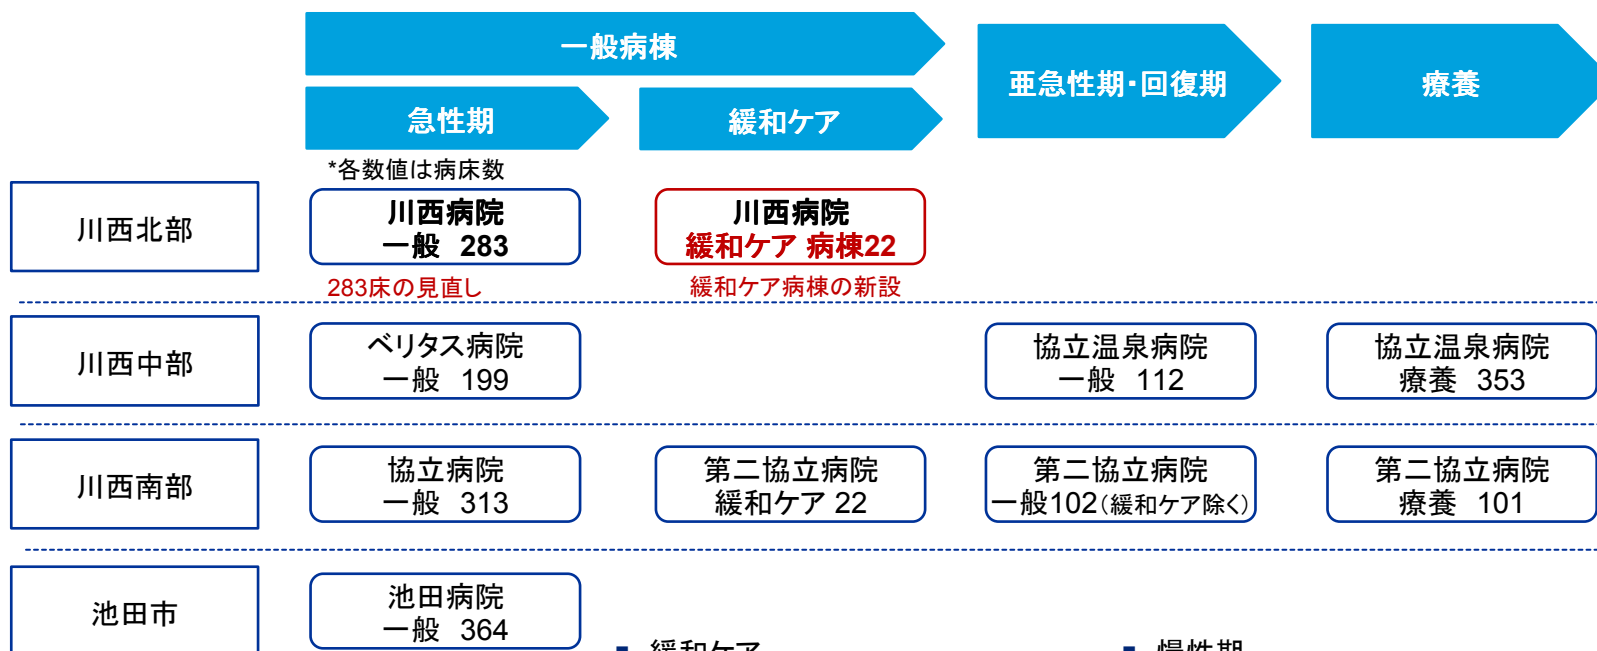 一般病棟
亜急性期・回復期
療養
急性期
緩和ケア
*各数値は病床数
川西北部
川西病院
一般 283
川西病院
緩和ケア 病棟22
283床の見直し
緩和ケア病棟の新設
川西中部
ベリタス病院
一般 199
協立温泉病院
一般 112
協立温泉病院
療養 353
川西南部
協立病院
一般 313
第二協立病院
緩和ケア 22
第二協立病院
一般102(緩和ケア除く)
第二協立病院
療養 101
池田市
池田病院
一般 364
緩和ケア
慢性期